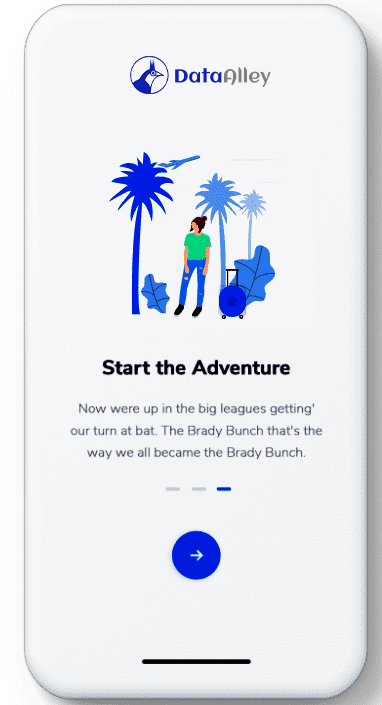 DataAlley
Start the Adventure
Now were up in the big leagues getting'
our turn at bat. The Brady Bunch that's the
way we all became the Brady Bunch.